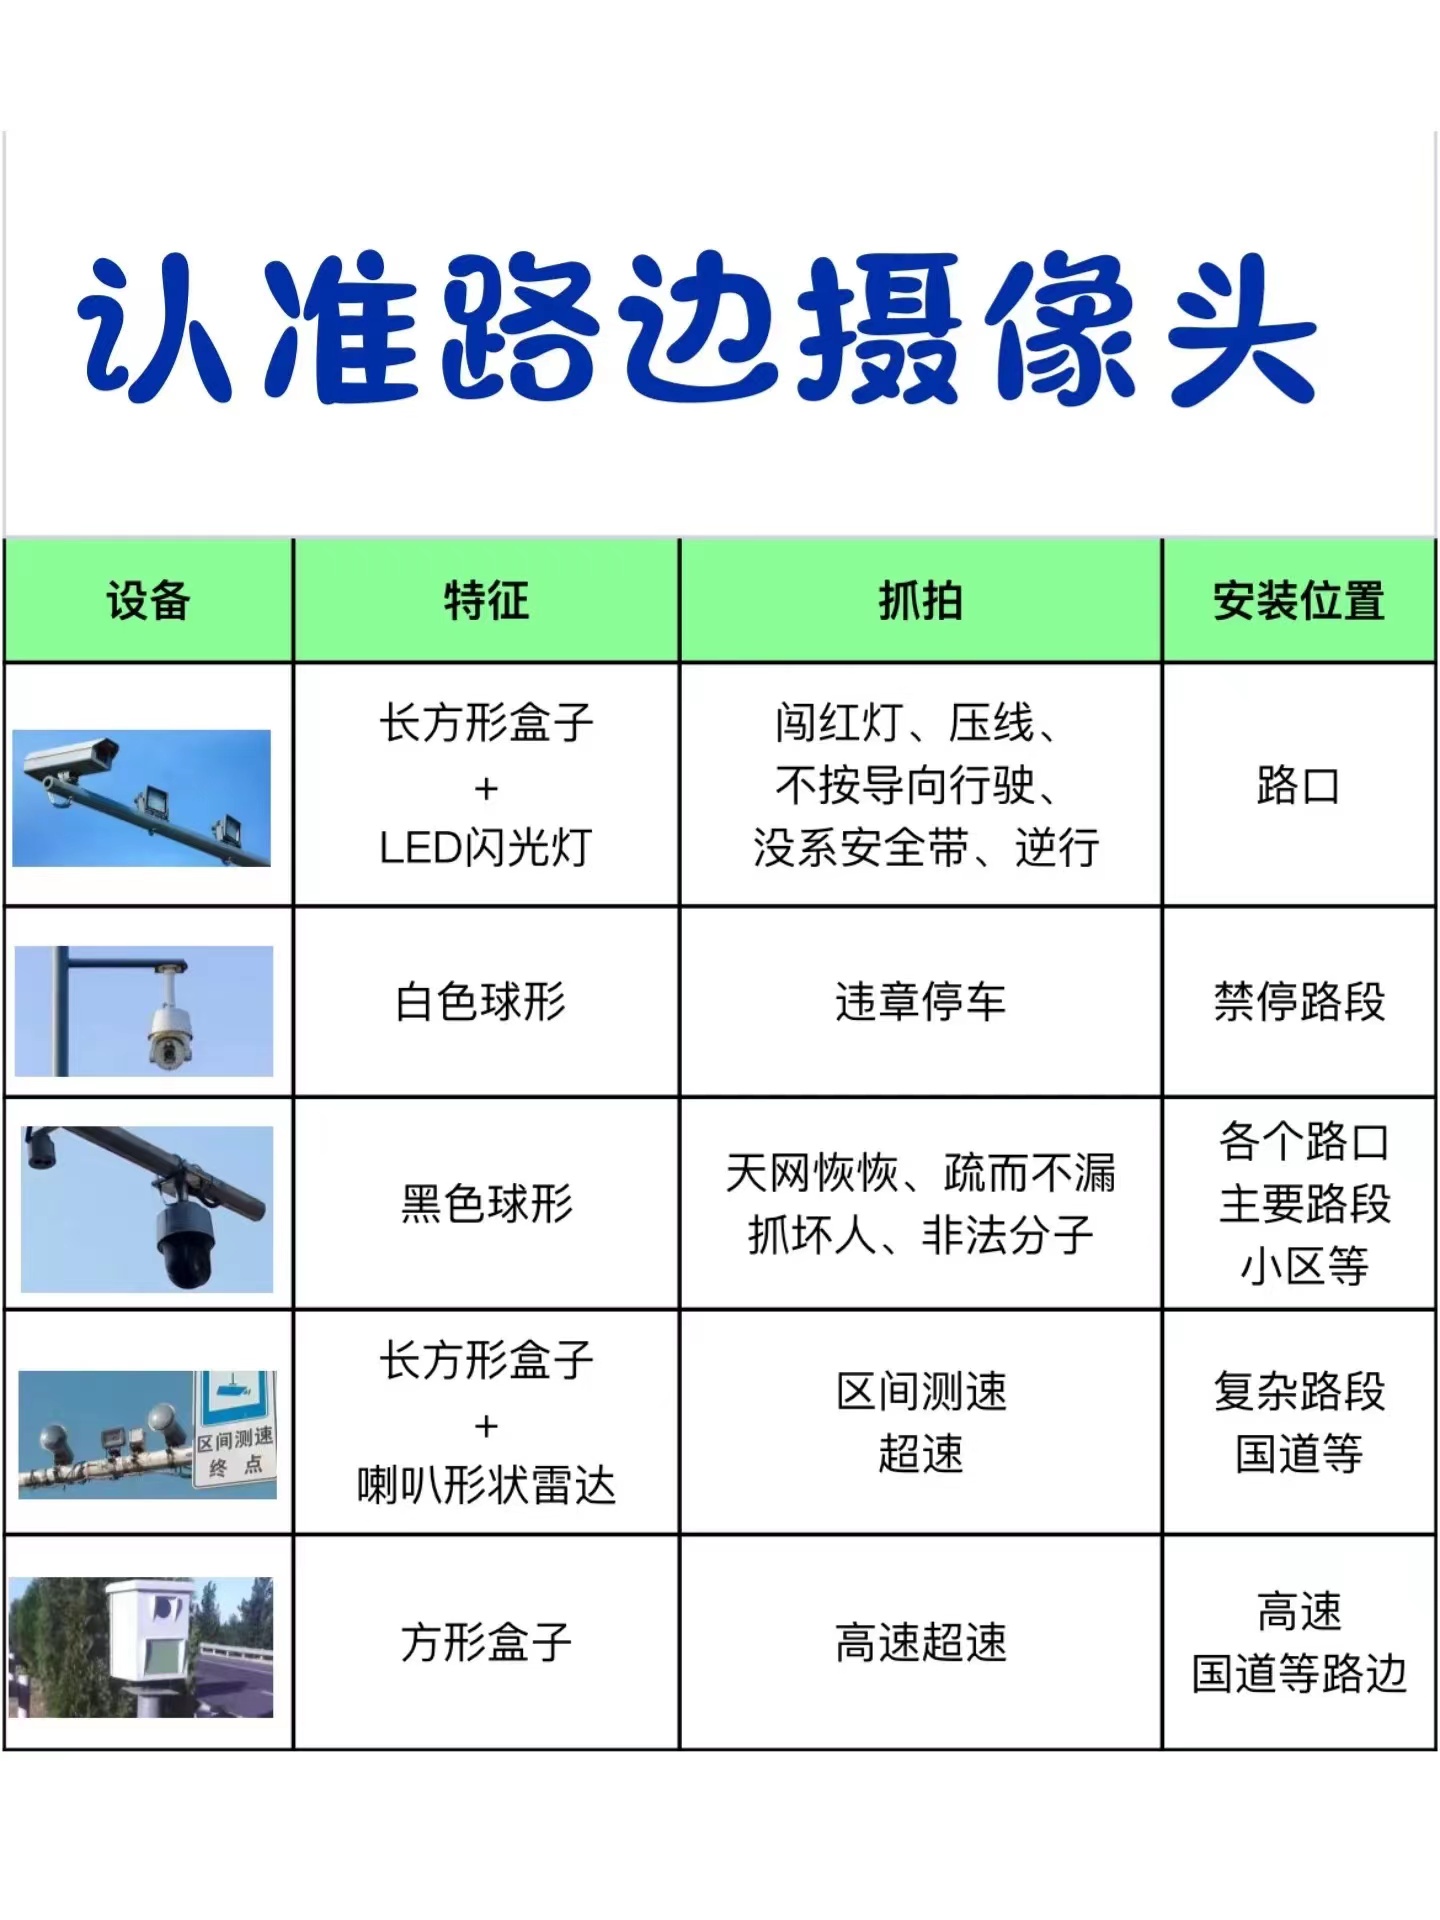 认准路边摄像头
设备 特征 抓拍 安装位置
长方形盒子
+
LED闪光灯
闯红灯、压线、
不按导向行驶、
没系安全带、逆行
路口
白色球形
违章停车
禁停路段
黑色球形
天网恢恢、疏而不漏
抓坏人、非法分子
各个路口
主要路段
小区等
区间测速
终点
长方形盒子
+
喇叭形状雷达
区间测速
超速
复杂路段
国道等
方形盒子
高速超速
高速
国道等路边